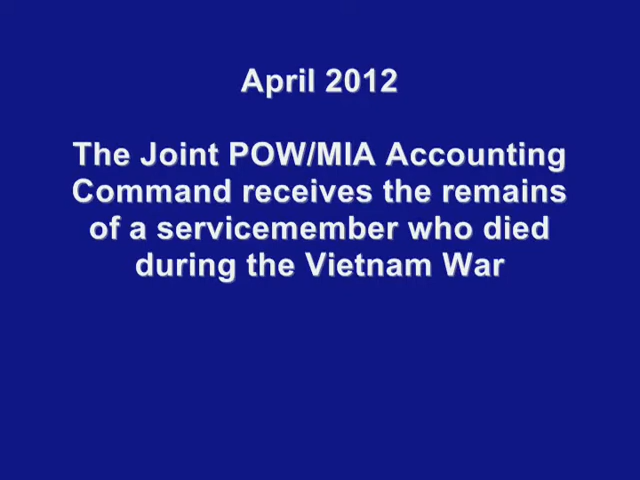 April 2012
The Joint POW/MIA Accounting
Command receives the remains
of a servicemember who died
during the Vietnam War